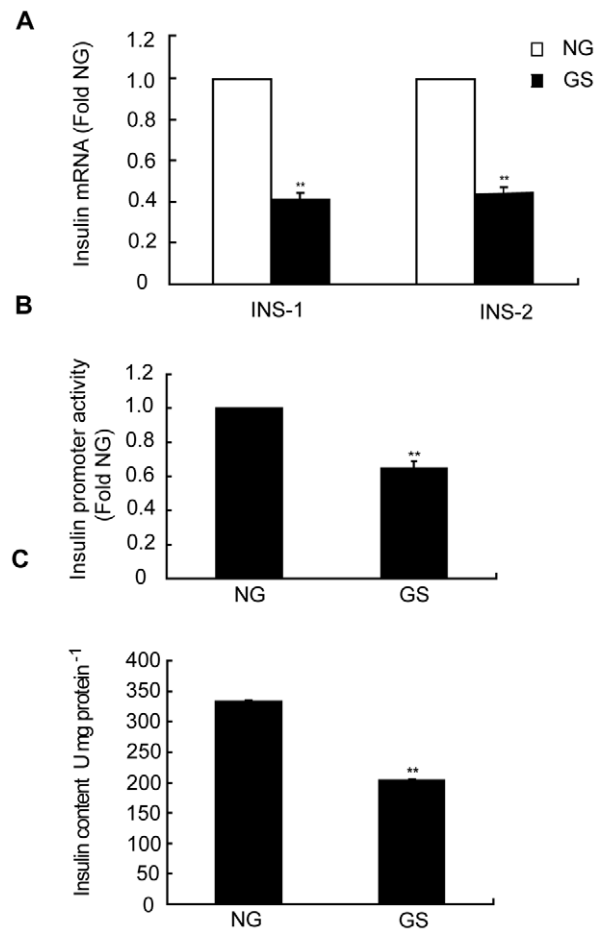 A
Insulin mRNA (Fold NG)
1.2
1.0
0.8
0.6
0.4
0.2
0
NG
GS
**
**
INS-1
INS-2
B
Insulin promoter activity
(Fold NG)
1.2
1.0
0.8
0.6
0.4
0.2
0
**
NG
GS
C
Insulin content U mg protein⁻¹
400
350
300
250
200
150
100
50
0
**
NG
GS